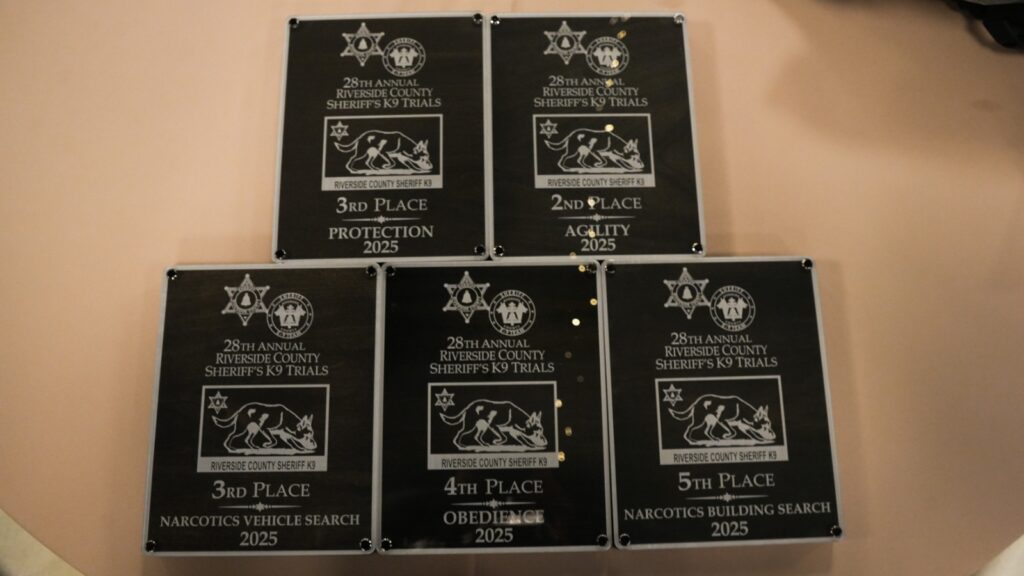 28TH ANNUAL
RIVERSIDE COUNTY
SHERIFF'S K9 TRIALS
RIVERSIDE COUNTY SHERIFF K9
3RD PLACE
PROTECTION
2025
28TH ANNUAL
RIVERSIDE COUNTY
SHERIFF'S K9 TRIALS
RIVERSIDE COUNTY SHERIFF K9
2ND PLACE
AGILITY
2025
28TH ANNUAL
RIVERSIDE COUNTY
SHERIFF'S K9 TRIALS
RIVERSIDE COUNTY SHERIFF K9
3RD PLACE
NARCOTICS VEHICLE SEARCH
2025
28TH ANNUAL
RIVERSIDE COUNTY
SHERIFF'S K9 TRIALS
RIVERSIDE COUNTY SHERIFF K9
4TH PLACE
OBEDIENCE
2025
28TH ANNUAL
RIVERSIDE COUNTY
SHERIFF'S K9 TRIALS
RIVERSIDE COUNTY SHERIFF K9
5TH PLACE
NARCOTICS BUILDING SEARCH
2025